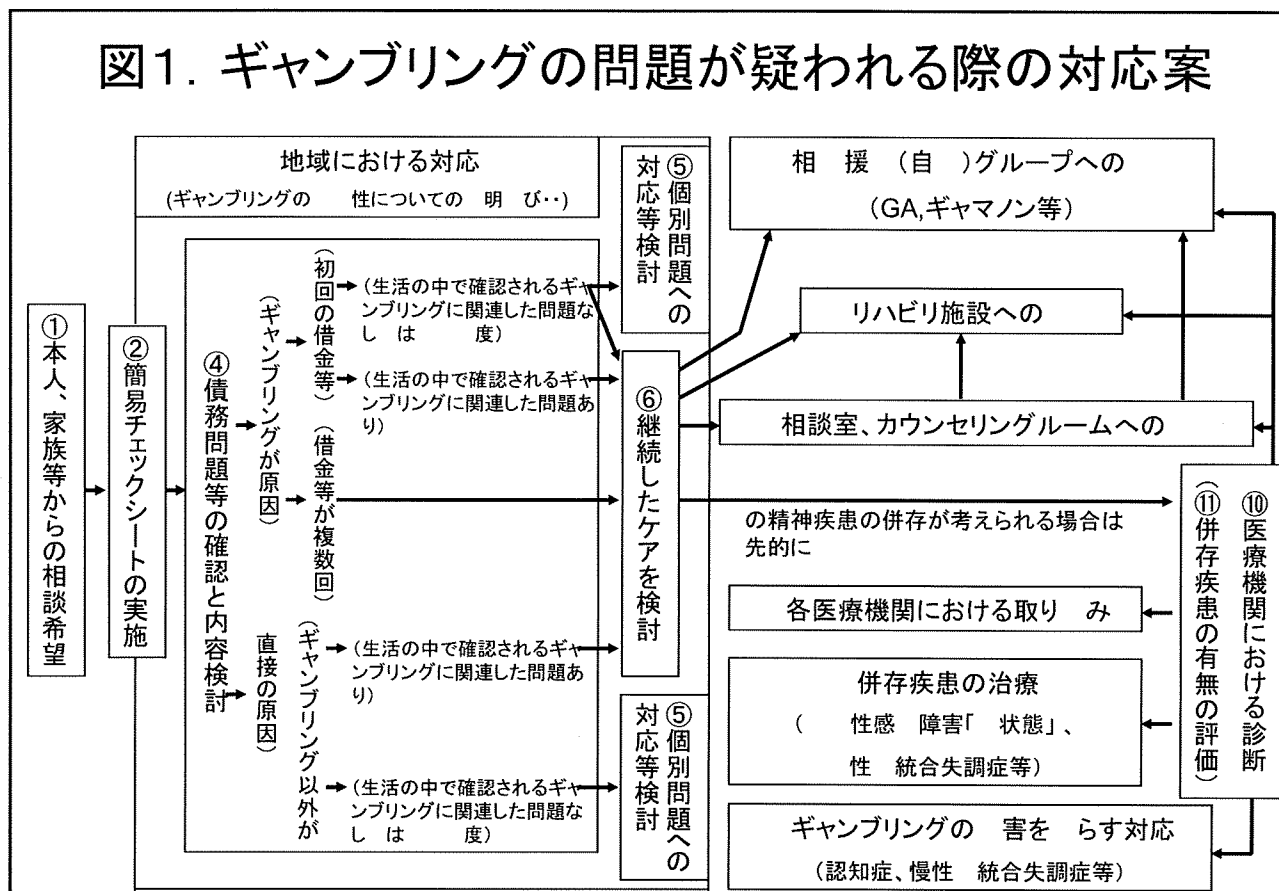 図1. ギャンブリングの問題が疑われる際の対応案
地域における対応
(ギャンブリングの 性についての 明 び‥)
①本人、家族等からの相談希望
②簡易チェックシートの実施
④債務問題等の確認と内容検討
(ギャンブリングが原因)
(初回の借金等)
(生活の中で確認されるギャ
ンブリングに関連した問題な
し は 度)
(生活の中で確認されるギャ
ンブリングに関連した問題あ
り)
(借金等が複数回)
(ギャンブリング以外が
直接の原因)
(生活の中で確認されるギャ
ンブリングに関連した問題あ
り)
(生活の中で確認されるギャ
ンブリングに関連した問題な
し は 度)
⑤個別問題への
対応等検討
⑥継続したケアを検討
⑤個別問題への
対応等検討
相 援 (自 )グループへの
(GA,ギャマノン等)
リハビリ施設への
相談室、カウンセリングルームへの
の精神疾患の併存が考えられる場合は
先的に
⑩医療機関における診断
(⑪併存疾患の有無の評価)
各医療機関における取り み
併存疾患の治療
( 性感 障害「 状態」、
性 統合失調症等)
ギャンブリングの 害を らす対応
(認知症、慢性 統合失調症等)